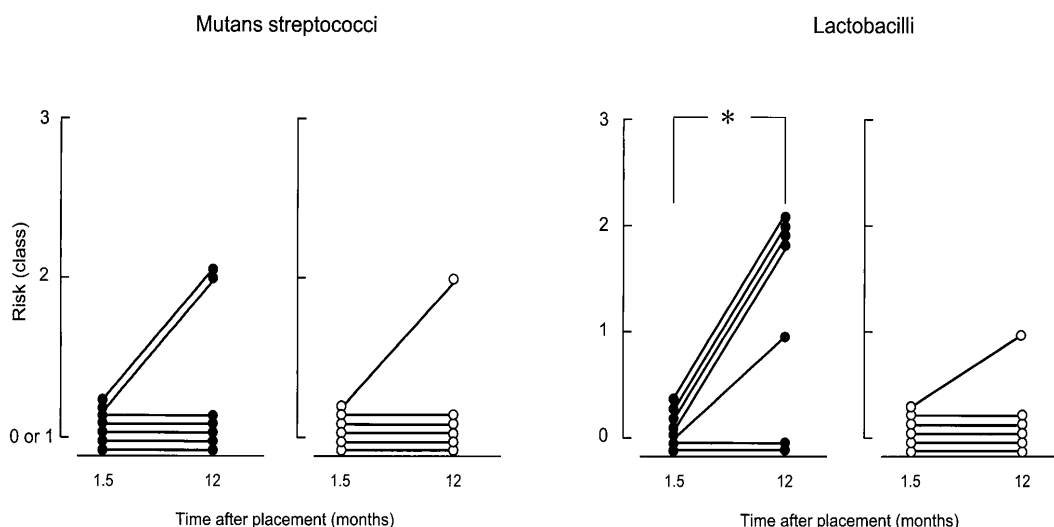 Mutans streptococci
Lactobacilli
3
2
0 or 1
Risk (class)
3
2
1
0
*
1.5 12
1.5 12
1.5 12
1.5 12
Time after placement (months)
Time after placement (months)